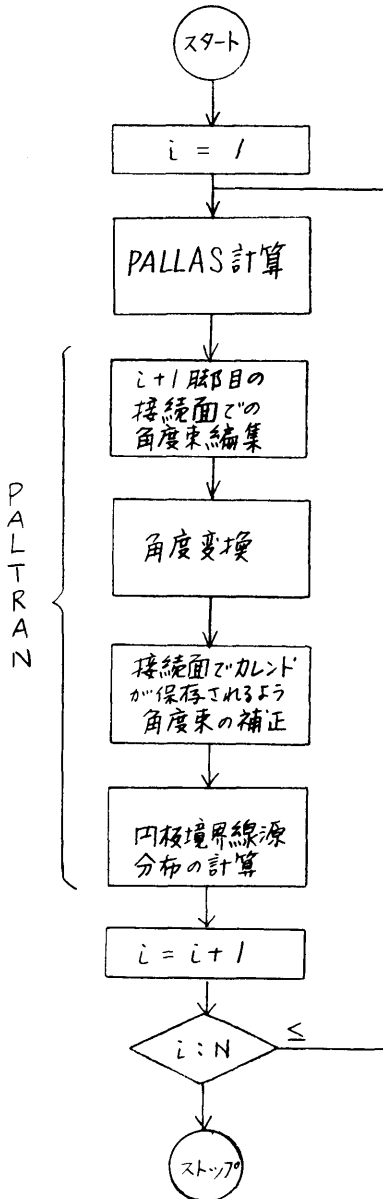 スタート
i = 1
PALLAS計算
i+1脚目の
接続面での
角度束編集
角度変換
接続面でカレンド
が保存されるよう
角度束の補正
円板境界線源
分布の計算
PALTRAN
i = i+1
i : N
≤
ストップ